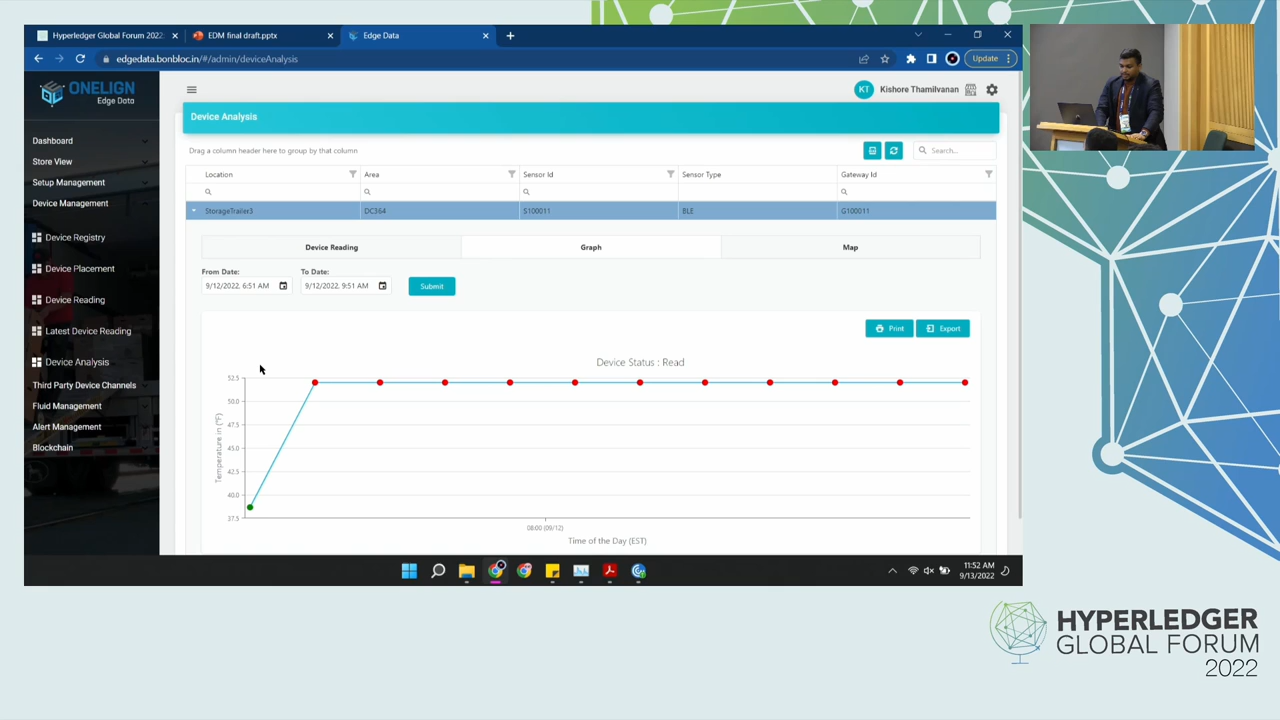 Hyperledger Global Forum 2022:
EDM final draft.pptx
Edge Data
edgedata.bonbloc.in/#/admin/deviceAnalysis
Update
ONELIGN
Edge Data
KT
Kishore Thamilvanan
Device Analysis
Drag a column header here to group by that column
Search...
Location
Area
Sensor Id
Sensor Type
Gateway Id
StorageTrailer3
DC364
S100011
BLE
G100011
Dashboard
Store View
Setup Management
Device Management
Device Registry
Device Placement
Device Reading
Latest Device Reading
Device Analysis
Third Party Device Channels
Fluid Management
Alert Management
Blockchain
Device Reading
Graph
Map
From Date:
To Date:
9/12/2022, 6:51 AM
9/12/2022, 9:51 AM
Submit
Print
Export
Device Status : Read
Temperature in (°F)
52.5
50.0
47.5
45.0
42.5
40.0
37.5
08:00 (09/12)
Time of the Day (EST)
11:52 AM
9/13/2022
HYPERLEDGER
GLOBAL FORUM
2022